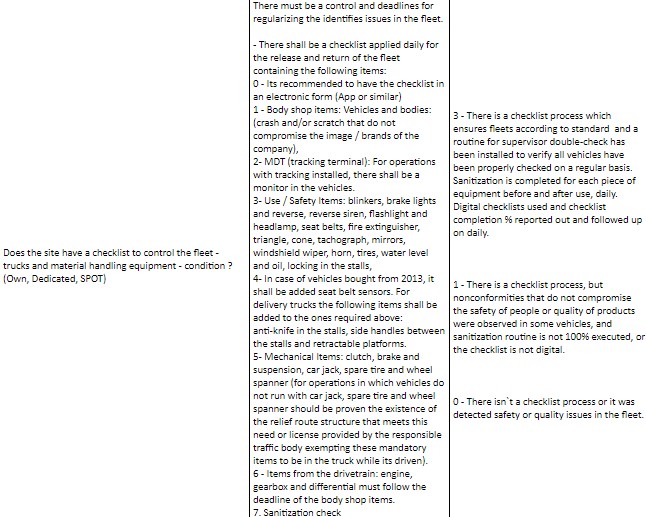 Does the site have a checklist to control the fleet -
trucks and material handling equipment - condition ?
(Own, Dedicated, SPOT)
There must be a control and deadlines for
regularizing the identifies issues in the fleet.
- There shall be a checklist applied daily for
the release and return of the fleet
containing the following items:
0 - Its recommended to have the checklist in
an electronic form (App or similar)
1 - Body shop items: Vehicles and bodies:
(crash and/or scratch that do not
compromise the image / brands of the
company),
2- MDT (tracking terminal): For operations
with tracking installed, there shall be a
monitor in the vehicles.
3- Use / Safety Items: blinkers, brake lights
and reverse, reverse siren, flashlight and
headlamp, seat belts, fire extinguisher,
triangle, cone, tachograph, mirrors,
windshield wiper, horn, tires, water level
and oil, locking in the stalls,
4- In case of vehicles bought from 2013, it
shall be added seat belt sensors. For
delivery trucks the following items shall be
added to the ones required above:
anti-knife in the stalls, side handles between
the stalls and retractable platforms.
5- Mechanical Items: clutch, brake and
suspension, car jack, spare tire and wheel
spanner (for operations in which vehicles do
not run with car jack, spare tire and wheel
spanner should be proven the existence of
the relief route structure that meets this
need or license provided by the responsible
traffic body exempting these mandatory
items to be in the truck while its driven).
6 - Items from the drivetrain: engine,
gearbox and differential must follow the
deadline of the body shop items.
7. Sanitization check
3 - There is a checklist process which
ensures fleets according to standard  and a
routine for supervisor double-check has
been installed to verify all vehicles have
been properly checked on a regular basis.
Sanitization is completed for each piece of
equipment before and after use, daily.
Digital checklists used and checklist
completion % reported out and followed up
on daily.
1 - There is a checklist process, but
nonconformities that do not compromise
the safety of people or quality of products
were observed in some vehicles, and
sanitization routine is not 100% executed, or
the checklist is not digital.
0 - There isn`t a checklist process or it was
detected safety or quality issues in the fleet.